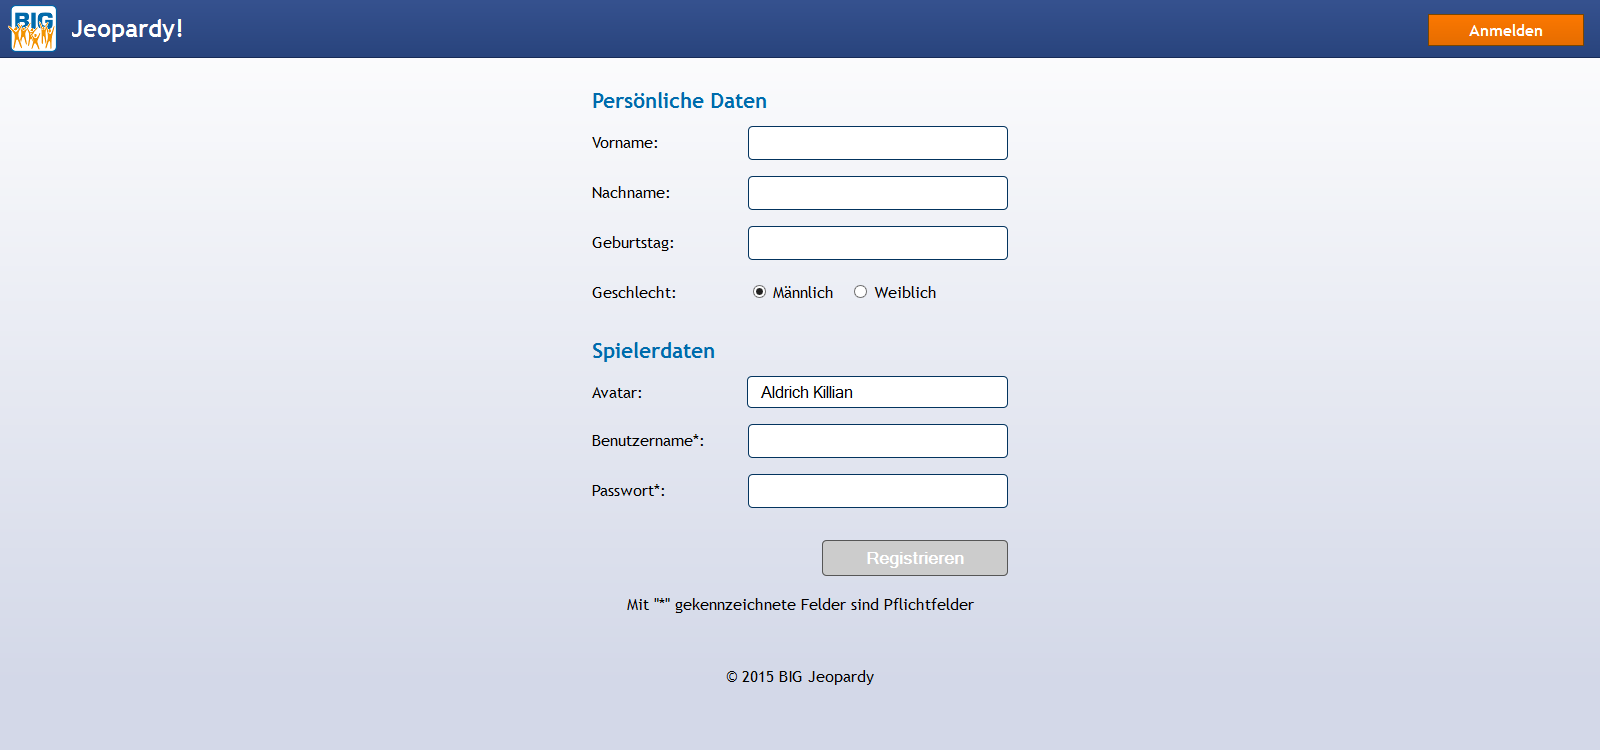 BIG
Jeopardy!
Anmelden
Persönliche Daten
Vorname:
Nachname:
Geburtstag:
Geschlecht: Männlich Weiblich
Spielerdaten
Avatar: Aldrich Killian
Benutzername*:
Passwort*:
Registrieren
Mit "*" gekennzeichnete Felder sind Pflichtfelder
© 2015 BIG Jeopardy